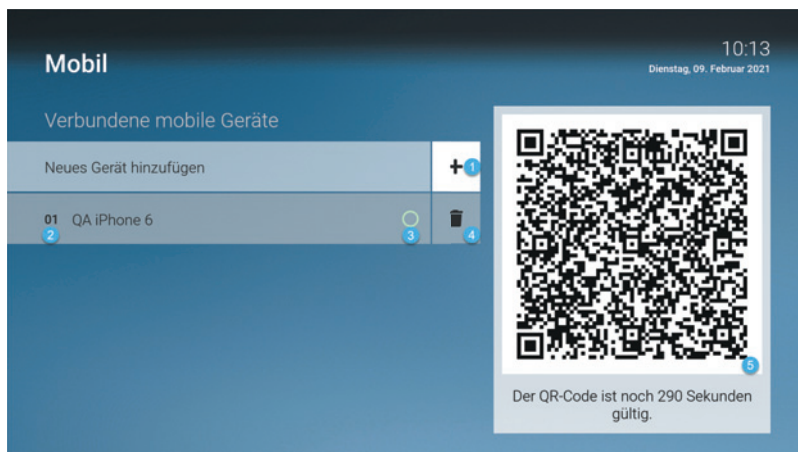 Mobil
10:13
Dienstag, 09. Februar 2021
Verbundene mobile Geräte
Neues Gerät hinzufügen
+ 1
01 QA iPhone 6
2
3
4
5
Der QR-Code ist noch 290 Sekunden
gültig.